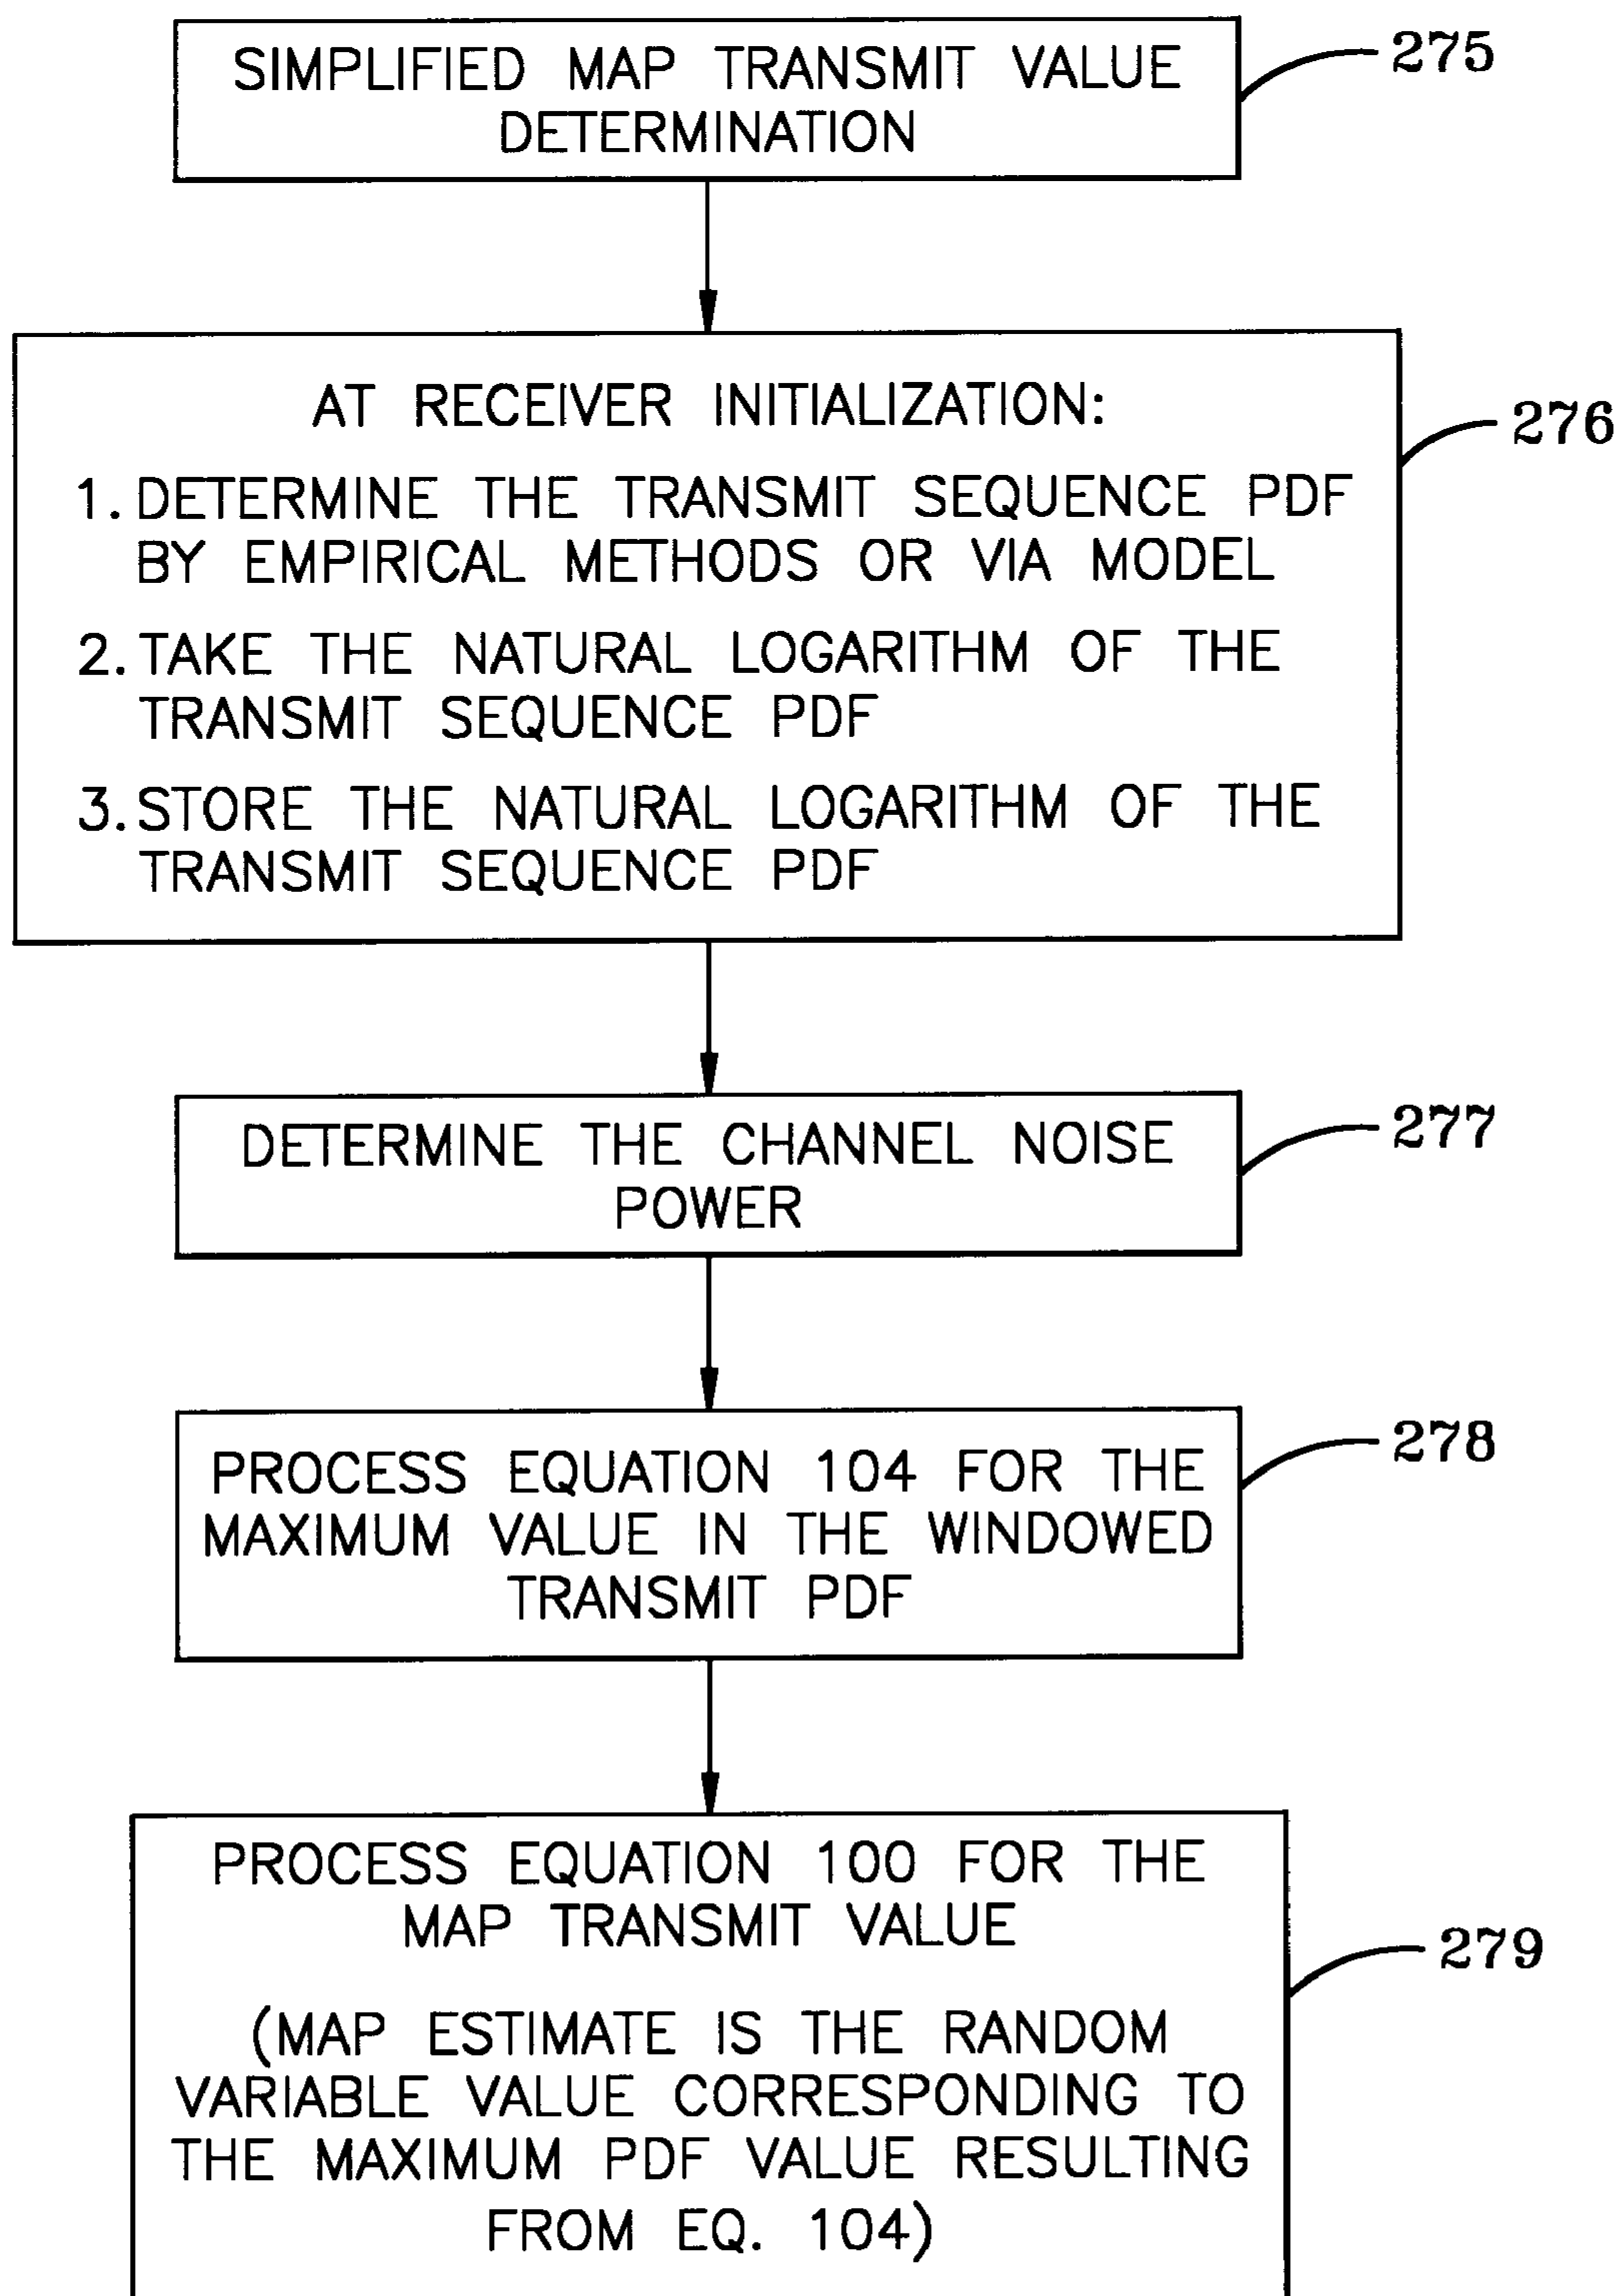 SIMPLIFIED MAP TRANSMIT VALUE
DETERMINATION
275
AT RECEIVER INITIALIZATION:
276
1. DETERMINE THE TRANSMIT SEQUENCE PDF
BY EMPIRICAL METHODS OR VIA MODEL
2. TAKE THE NATURAL LOGARITHM OF THE
TRANSMIT SEQUENCE PDF
3. STORE THE NATURAL LOGARITHM OF THE
TRANSMIT SEQUENCE PDF
DETERMINE THE CHANNEL NOISE
POWER
277
PROCESS EQUATION 104 FOR THE
MAXIMUM VALUE IN THE WINDOWED
TRANSMIT PDF
278
PROCESS EQUATION 100 FOR THE
MAP TRANSMIT VALUE
279
(MAP ESTIMATE IS THE RANDOM
VARIABLE VALUE CORRESPONDING TO
THE MAXIMUM PDF VALUE RESULTING
FROM EQ. 104)